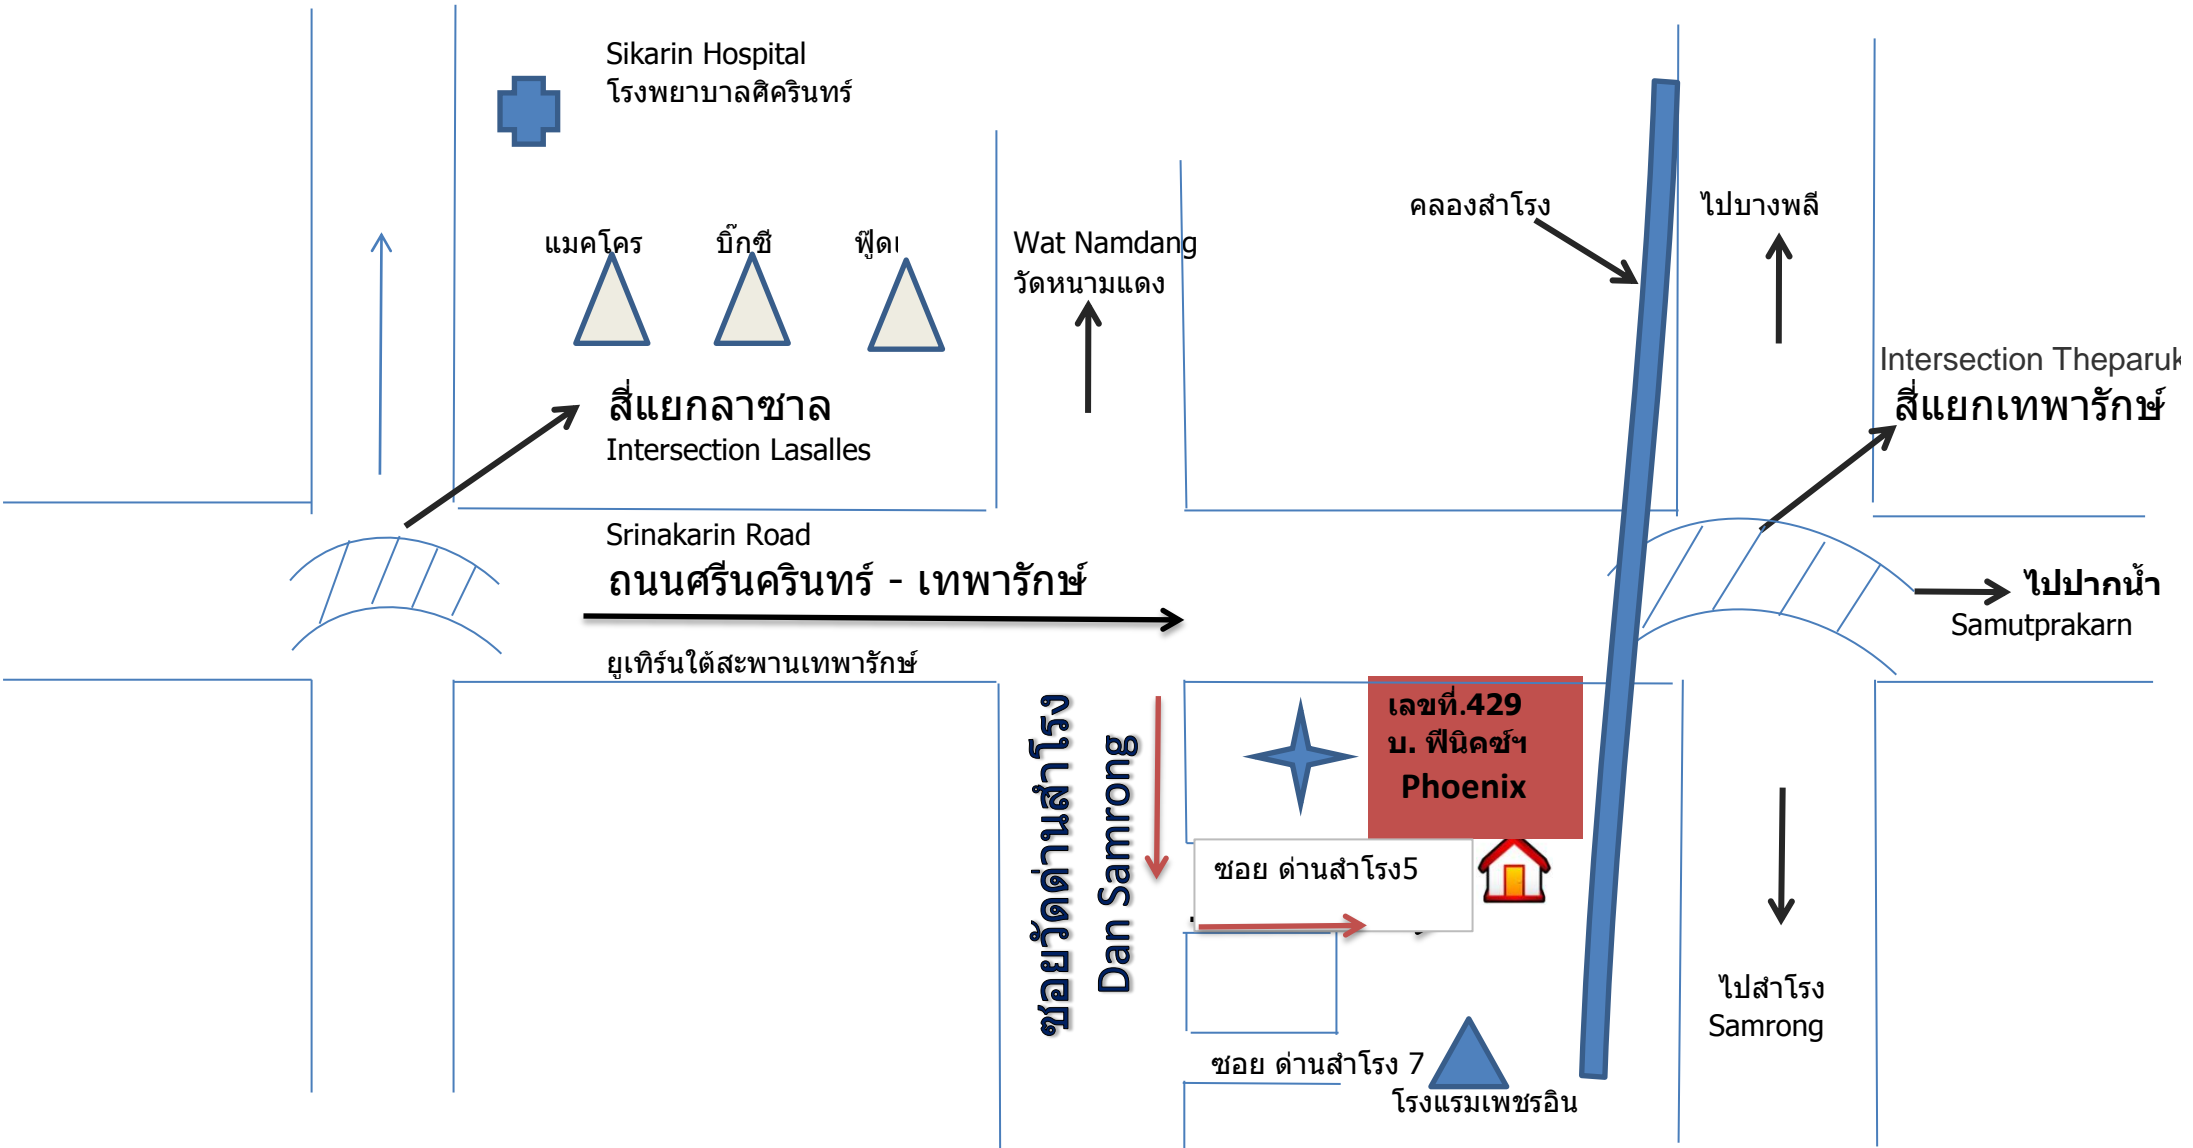 Sikarin Hospital
โรงพยาบาลศิครินทร์
แมคโคร
บิ๊กซี
ฟู๊ด
Wat Namdang
วัดหนามแดง
คลองสำโรง
ไปบางพลี
Intersection Theparuk
สี่แยกเทพารักษ์
สี่แยกลาซาล
Intersection Lasalles
Srinakarin Road
ถนนศรีนครินทร์ - เทพารักษ์
ยูเทิร์นใต้สะพานเทพารักษ์
ไปปากน้ำ
Samutprakarn
ซอยวัดด่านสำโรง
Dan Samrong
เลขที่.429
บ. ฟีนิคซ์ฯ
Phoenix
ซอย ด่านสำโรง5
ไปสำโรง
Samrong
ซอย ด่านสำโรง 7
โรงแรมเพชรอิน